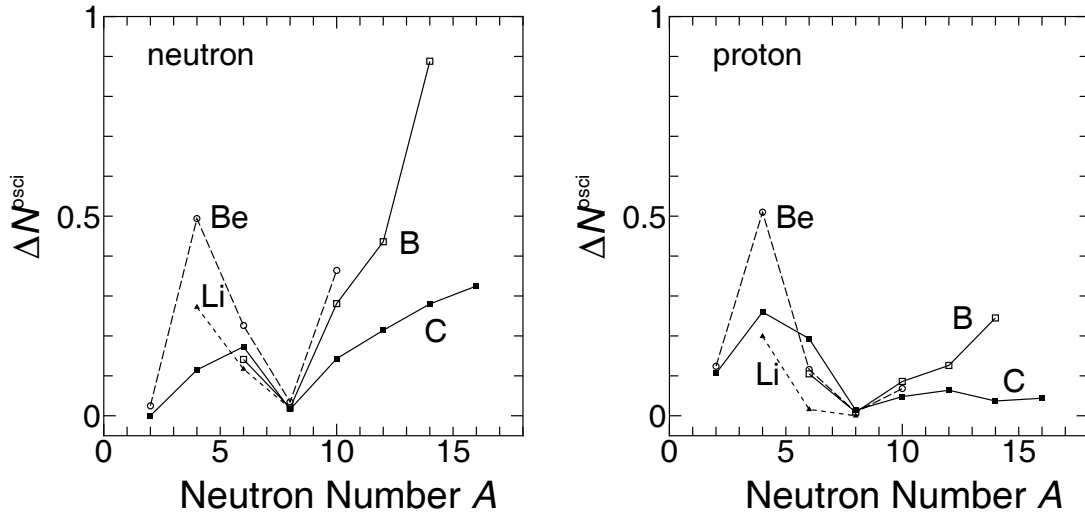 1
0.5
0
ΔN^osci
neutron
Be
Li
B
C
0 5 10 15
Neutron Number A
1
0.5
0
ΔN^osci
proton
Be
Li
B
C
0 5 10 15
Neutron Number A